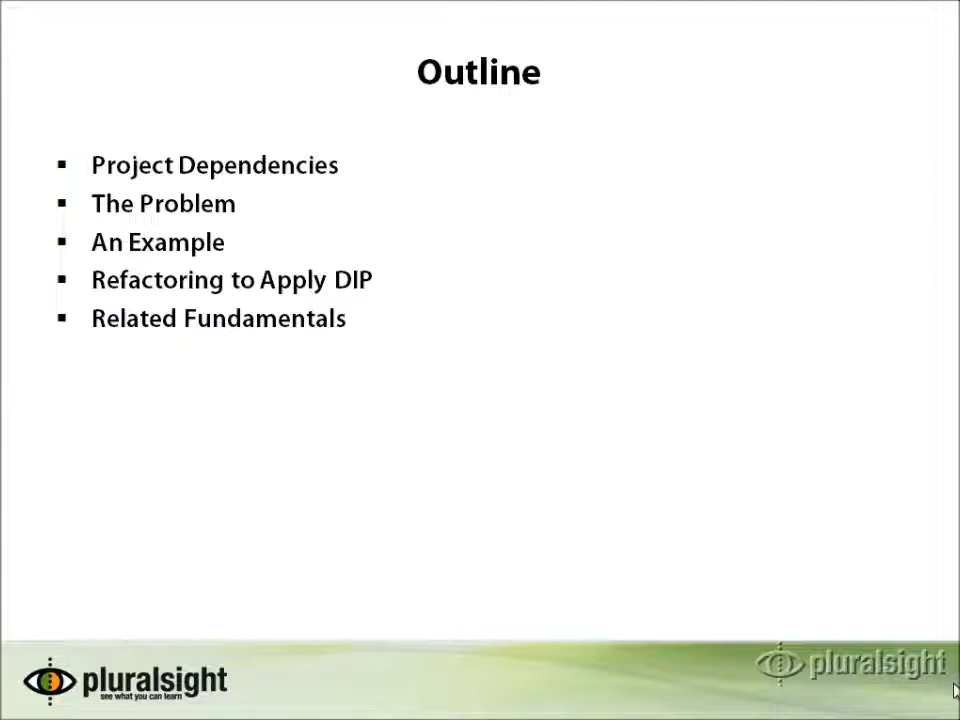 Outline
▪ Project Dependencies
▪ The Problem
▪ An Example
▪ Refactoring to Apply DIP
▪ Related Fundamentals
pluralsight
see what you can learn
pluralsight